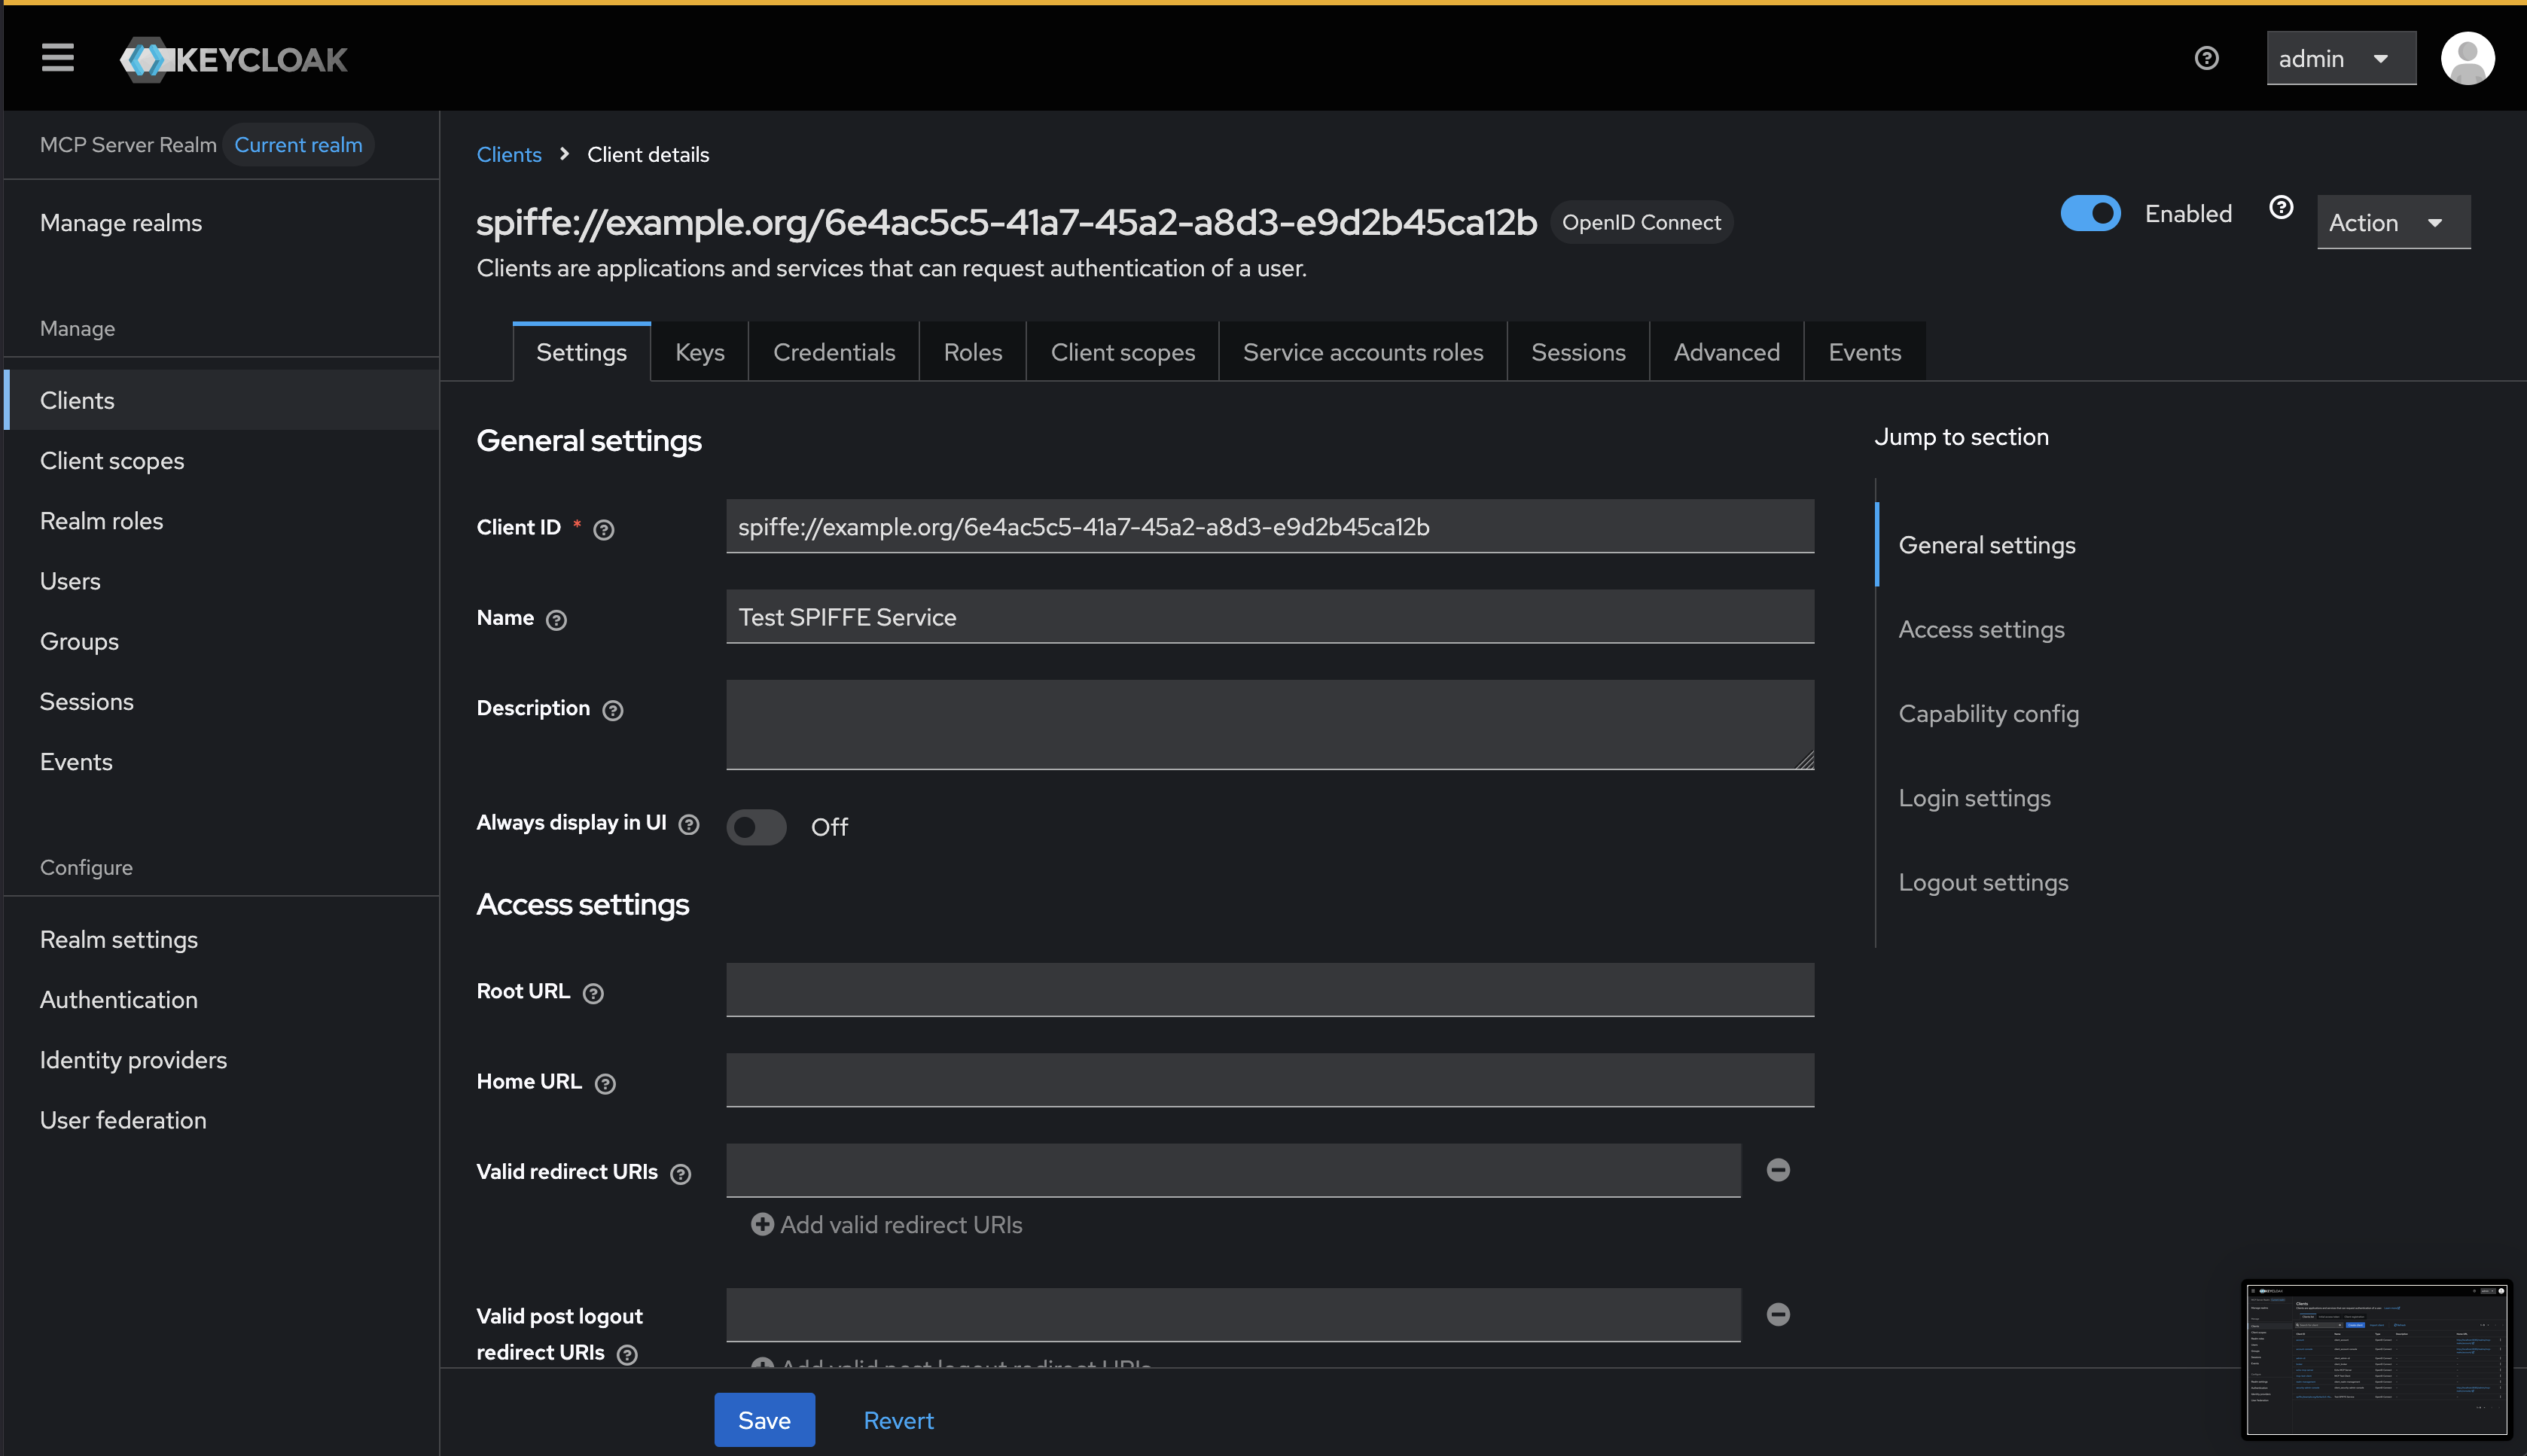 KEYCLOAK
admin
MCP Server Realm Current realm
Manage realms
Manage
Clients
Client scopes
Realm roles
Users
Groups
Sessions
Events
Configure
Realm settings
Authentication
Identity providers
User federation
Clients Client details
spiffe://example.org/6e4ac5c5-41a7-45a2-a8d3-e9d2b45ca12b OpenID Connect
Enabled
Action
Clients are applications and services that can request authentication of a user.
Settings Keys Credentials Roles Client scopes Service accounts roles Sessions Advanced Events
General settings
Client ID * spiffe://example.org/6e4ac5c5-41a7-45a2-a8d3-e9d2b45ca12b
Name Test SPIFFE Service
Description
Always display in UI Off
Access settings
Root URL
Home URL
Valid redirect URIs
Add valid redirect URIs
Valid post logout
redirect URIs
Add valid post logout redirect URIs
Save Revert
Jump to section
General settings
Access settings
Capability config
Login settings
Logout settings